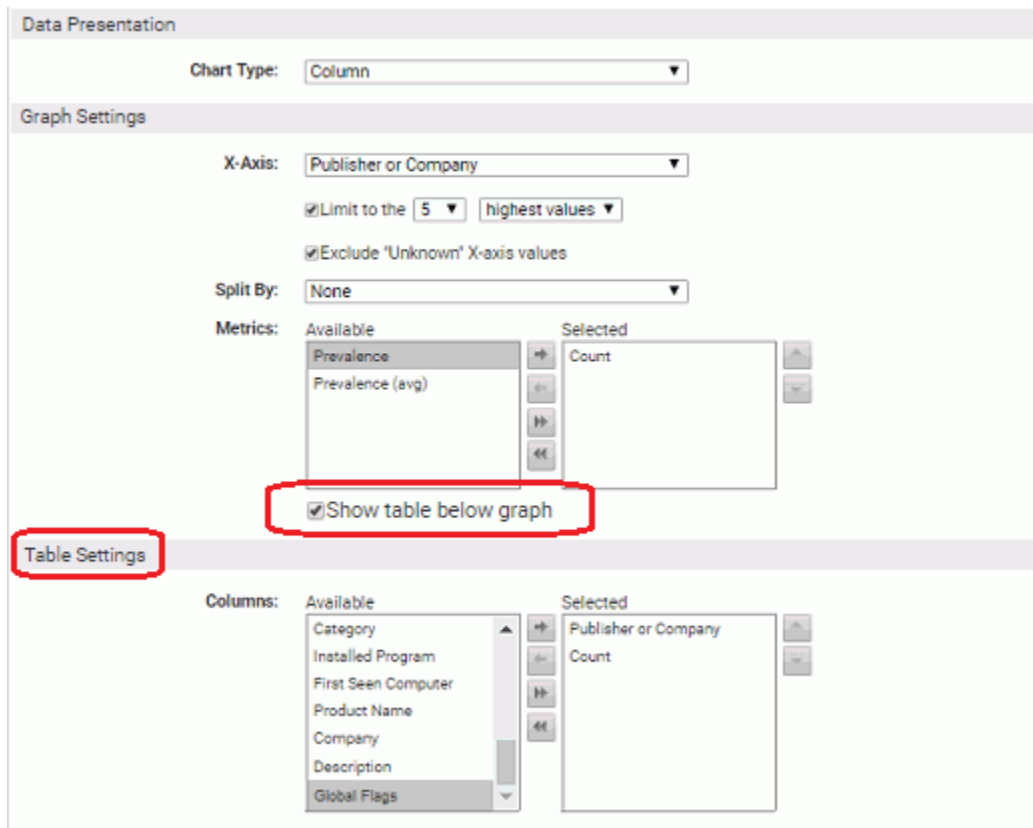 Data Presentation
Chart Type: Column
Graph Settings
X-Axis: Publisher or Company
Limit to the 5 highest values
Exclude "Unknown" X-axis values
Split By: None
Metrics: Available Selected
Prevalence Count
Prevalence (avg)
Show table below graph
Table Settings
Columns: Available Selected
Category Publisher or Company
Installed Program Count
First Seen Computer
Product Name
Company
Description
Global Flags